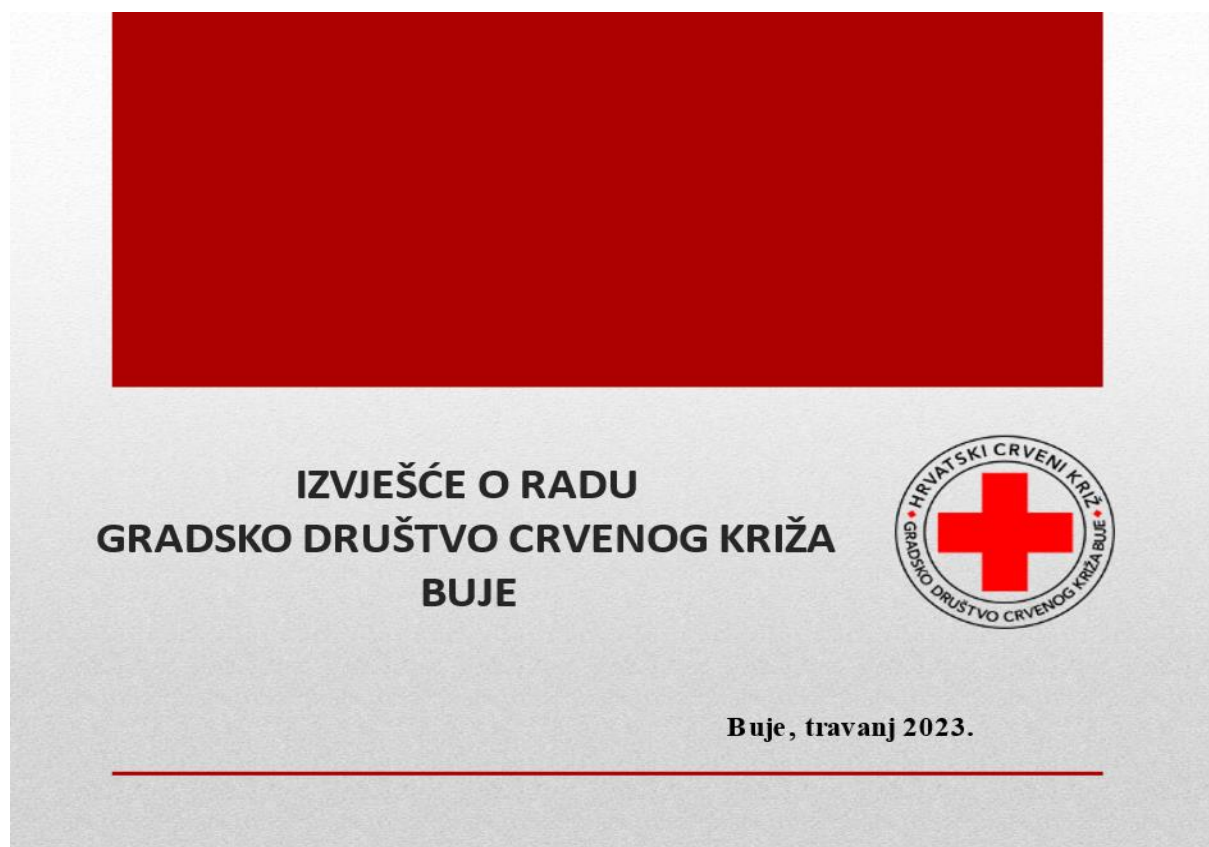 IZVJEŠĆE O RADU
GRADSKO DRUŠTVO CRVENOG KRIŽA
BUJE
HRVATSKI CRVENI KRIŽ
GRADSKO DRUŠTVO CRVENOG KRIŽA BUJE
Buje, travanj 2023.